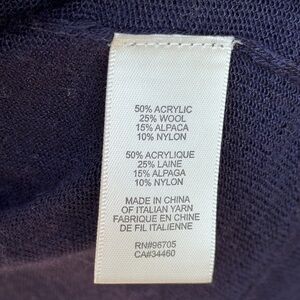 50% ACRYLIC
25% WOOL
15% ALPACA
10% NYLON
50% ACRYLIQUE
25% LAINE
15% ALPAGA
10% NYLON
MADE IN CHINA
OF ITALIAN YARN
FABRIQUE EN CHINE
DE FIL ITALIENNE
RN#96705
CA#34460